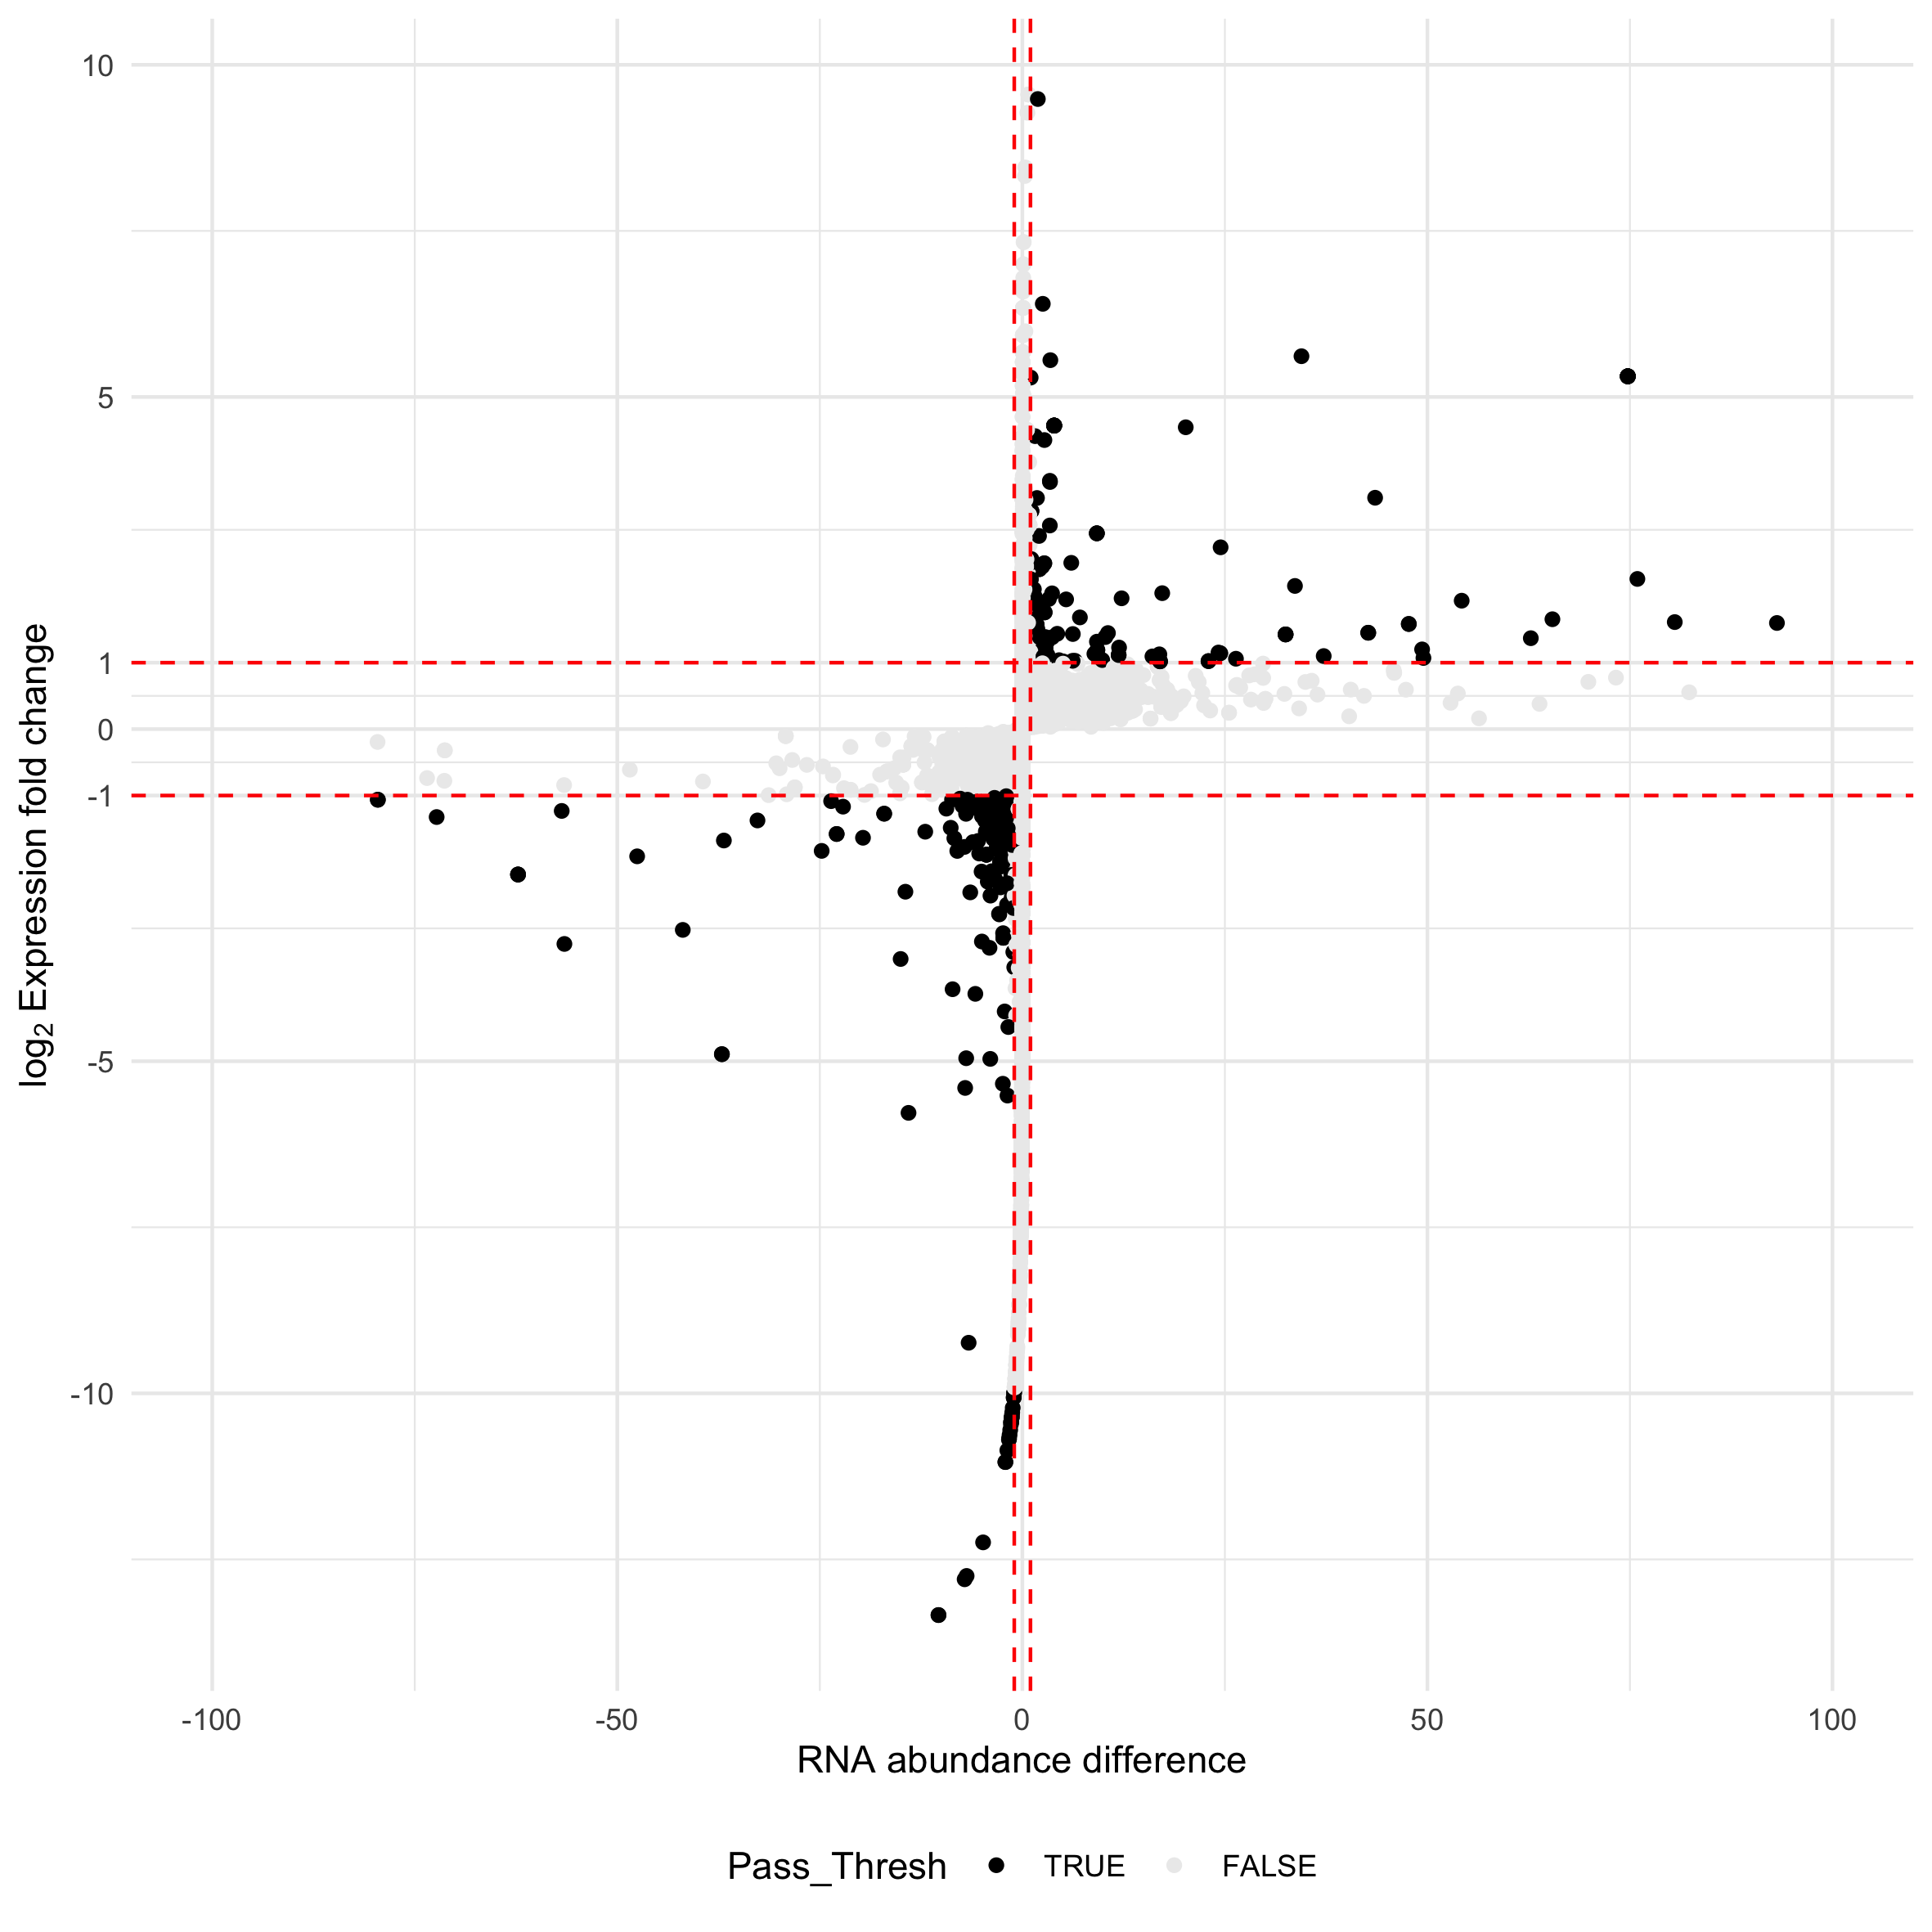 10
5
1
0
-1
-5
-10
log2 Expression fold change
-100 -50 0 50 100
RNA abundance difference
Pass_Thresh TRUE FALSE